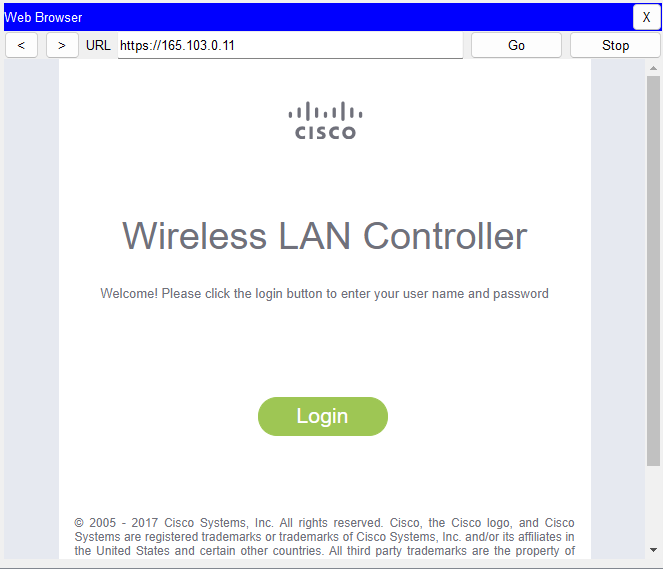 Web Browser X
< > URL https://165.103.0.11 Go Stop
CISCO
Wireless LAN Controller
Welcome! Please click the login button to enter your user name and password
Login
© 2005 - 2017 Cisco Systems, Inc. All rights reserved. Cisco, the Cisco logo, and Cisco
Systems are registered trademarks or trademarks of Cisco Systems, Inc. and/or its affiliates in
the United States and certain other countries. All third party trademarks are the property of